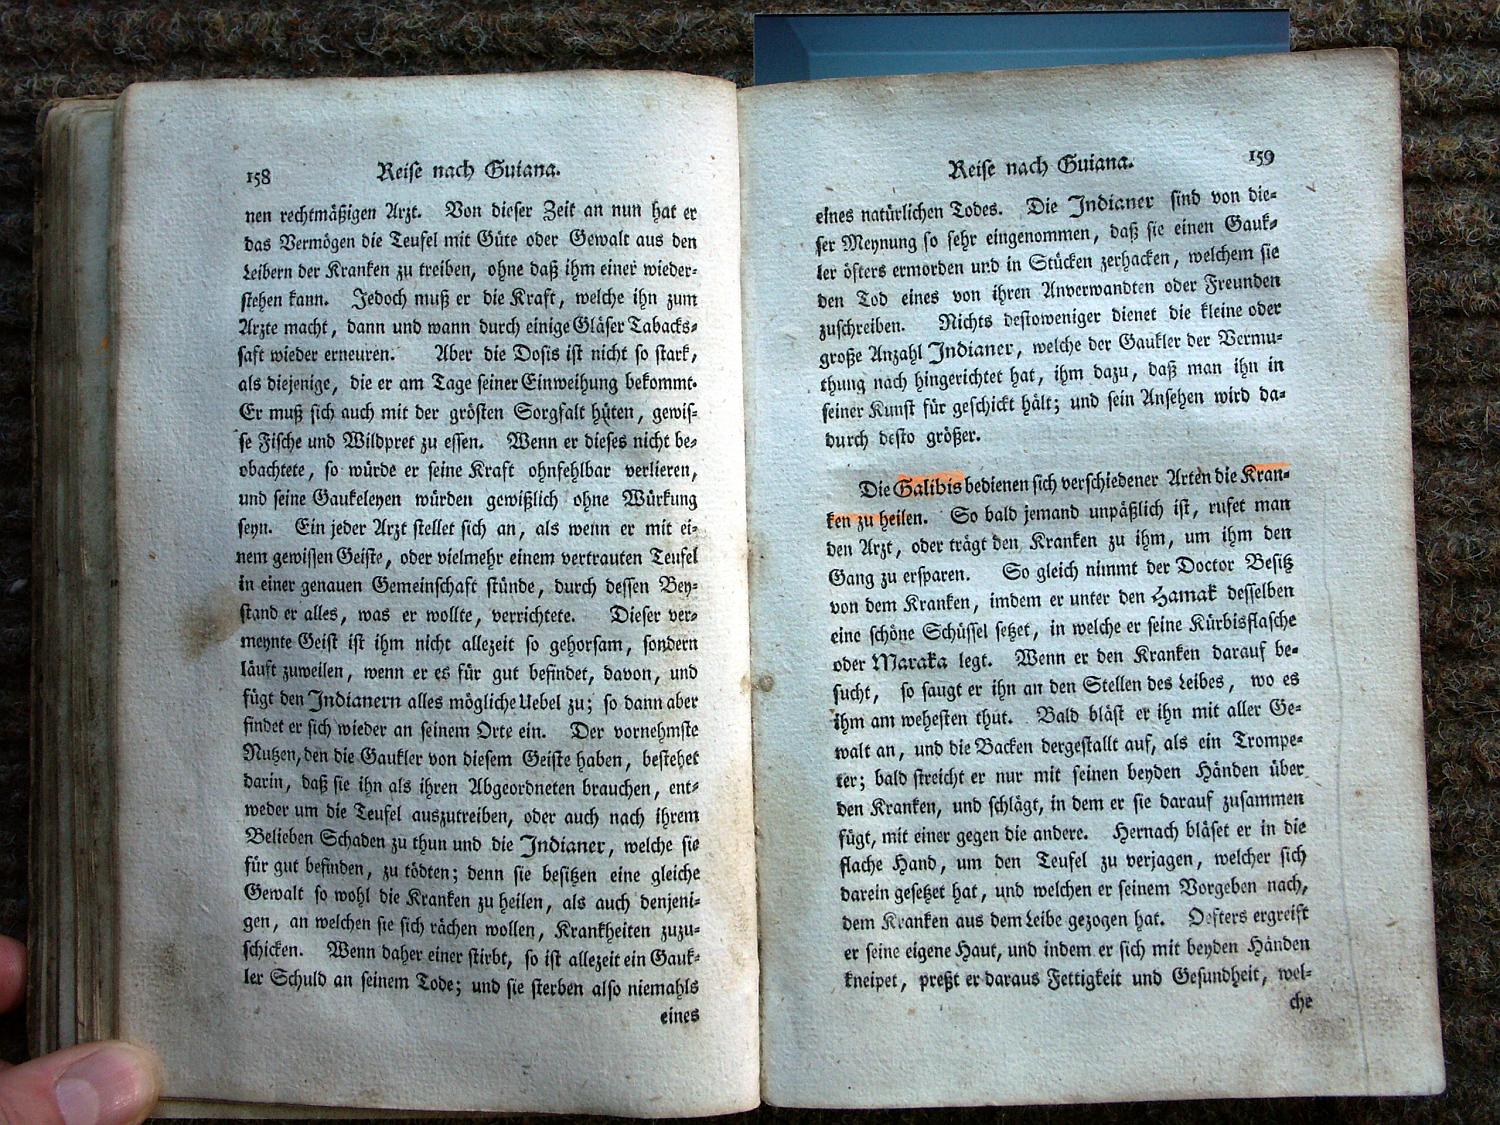 158
Reise nach Guiana.
nen rechtmäßigen Arzt. Von dieser Zeit an nun hat er
das Vermögen die Teufel mit Güte oder Gewalt aus den
Leibern der Kranken zu treiben, ohne daß ihm einer wieder-
stehen kann. Jedoch muß er die Kraft, welche ihn zum
Arzte macht, dann und wann durch einige Gläser Tabacks-
saft wieder erneuren. Aber die Dosis ist nicht so stark,
als diejenige, die er am Tage seiner Einweihung bekommt.
Er muß sich auch mit der grösten Sorgfalt hüten, gewis-
se Fische und Wildpret zu essen. Wenn er dieses nicht be-
obachtete, so würde er seine Kraft ohnfehlbar verlieren,
und seine Gaukeleyen würden gewißlich ohne Würkung
seyn. Ein jeder Arzt stellet sich an, als wenn er mit ei-
nem gewissen Geiste, oder vielmehr einem vertrauten Teufel
in einer genauen Gemeinschaft stünde, durch dessen Bey-
stand er alles, was er wollte, verrichtete. Dieser ver-
meynte Geist ist ihm nicht allezeit so gehorsam, sondern
läuft zuweilen, wenn er es für gut befindet, davon, und
fügt den Indianern alles mögliche Uebel zu; so dann aber
findet er sich wieder an seinem Orte ein. Der vornehmste
Nutzen, den die Gaukler von diesem Geiste haben, bestehet
darin, daß sie ihn als ihren Abgeordneten brauchen, ent-
weder um die Teufel auszutreiben, oder auch nach ihrem
Belieben Schaden zu thun und die Indianer, welche sie
für gut befinden, zu tödten; denn sie besitzen eine gleiche
Gewalt so wohl die Kranken zu heilen, als auch denjeni-
gen, an welchen sie sich rächen wollen, Krankheiten zuzu-
schicken. Wenn daher einer stirbt, so ist allezeit ein Gauk-
ler Schuld an seinem Tode; und sie sterben also niemahls
eines
Reise nach Guiana.
159
eines natürlichen Todes. Die Indianer sind von die-
ser Meynung so sehr eingenommen, daß sie einen Gauk-
ler öfters ermorden und in Stücken zerhacken, welchem sie
den Tod eines von ihren Anverwandten oder Freunden
zuschreiben. Nichts destoweniger dienet die kleine oder
große Anzahl Indianer, welche der Gaukler der Vermu-
thung nach hingerichtet hat, ihm dazu, daß man ihn in
seiner Kunst für geschickt hält; und sein Ansehen wird da-
durch desto größer.
Die Galibis bedienen sich verschiedener Arten die Kran-
ken zu heilen. So bald jemand unpäßlich ist, rufet man
den Arzt, oder trägt den Kranken zu ihm, um ihm den
Gang zu ersparen. So gleich nimmt der Doctor Besitz
von dem Kranken, imdem er unter den Hamak desselben
eine schöne Schüssel setzet, in welche er seine Kürbisflasche
oder Maraka legt. Wenn er den Kranken darauf be-
sucht, so saugt er ihn an den Stellen des Leibes, wo es
ihm am wehesten thut. Bald bläst er ihn mit aller Ge-
walt an, und die Backen dergestallt auf, als ein Trompe-
ter; bald streicht er nur mit seinen beyden Händen über
den Kranken, und schlägt, in dem er sie darauf zusammen
fügt, mit einer gegen die andere. Hernach bläset er in die
flache Hand, um den Teufel zu verjagen, welcher sich
darein gesetzet hat, und welchen er seinem Vorgeben nach,
dem Kranken aus dem Leibe gezogen hat. Oefters ergreift
er seine eigene Haut, und indem er sich mit beyden Händen
kneipet, preßt er daraus Fettigkeit und Gesundheit, wel-
che